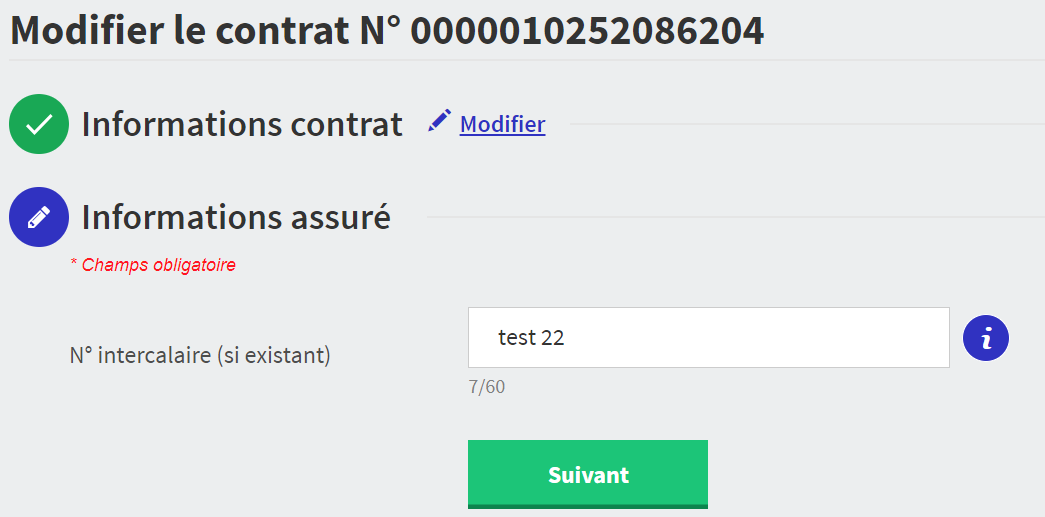 Modifier le contrat N° 0000010252086204
Informations contrat Modifier
Informations assuré
* Champs obligatoire
N° intercalaire (si existant) test 22 i
7/60
Suivant